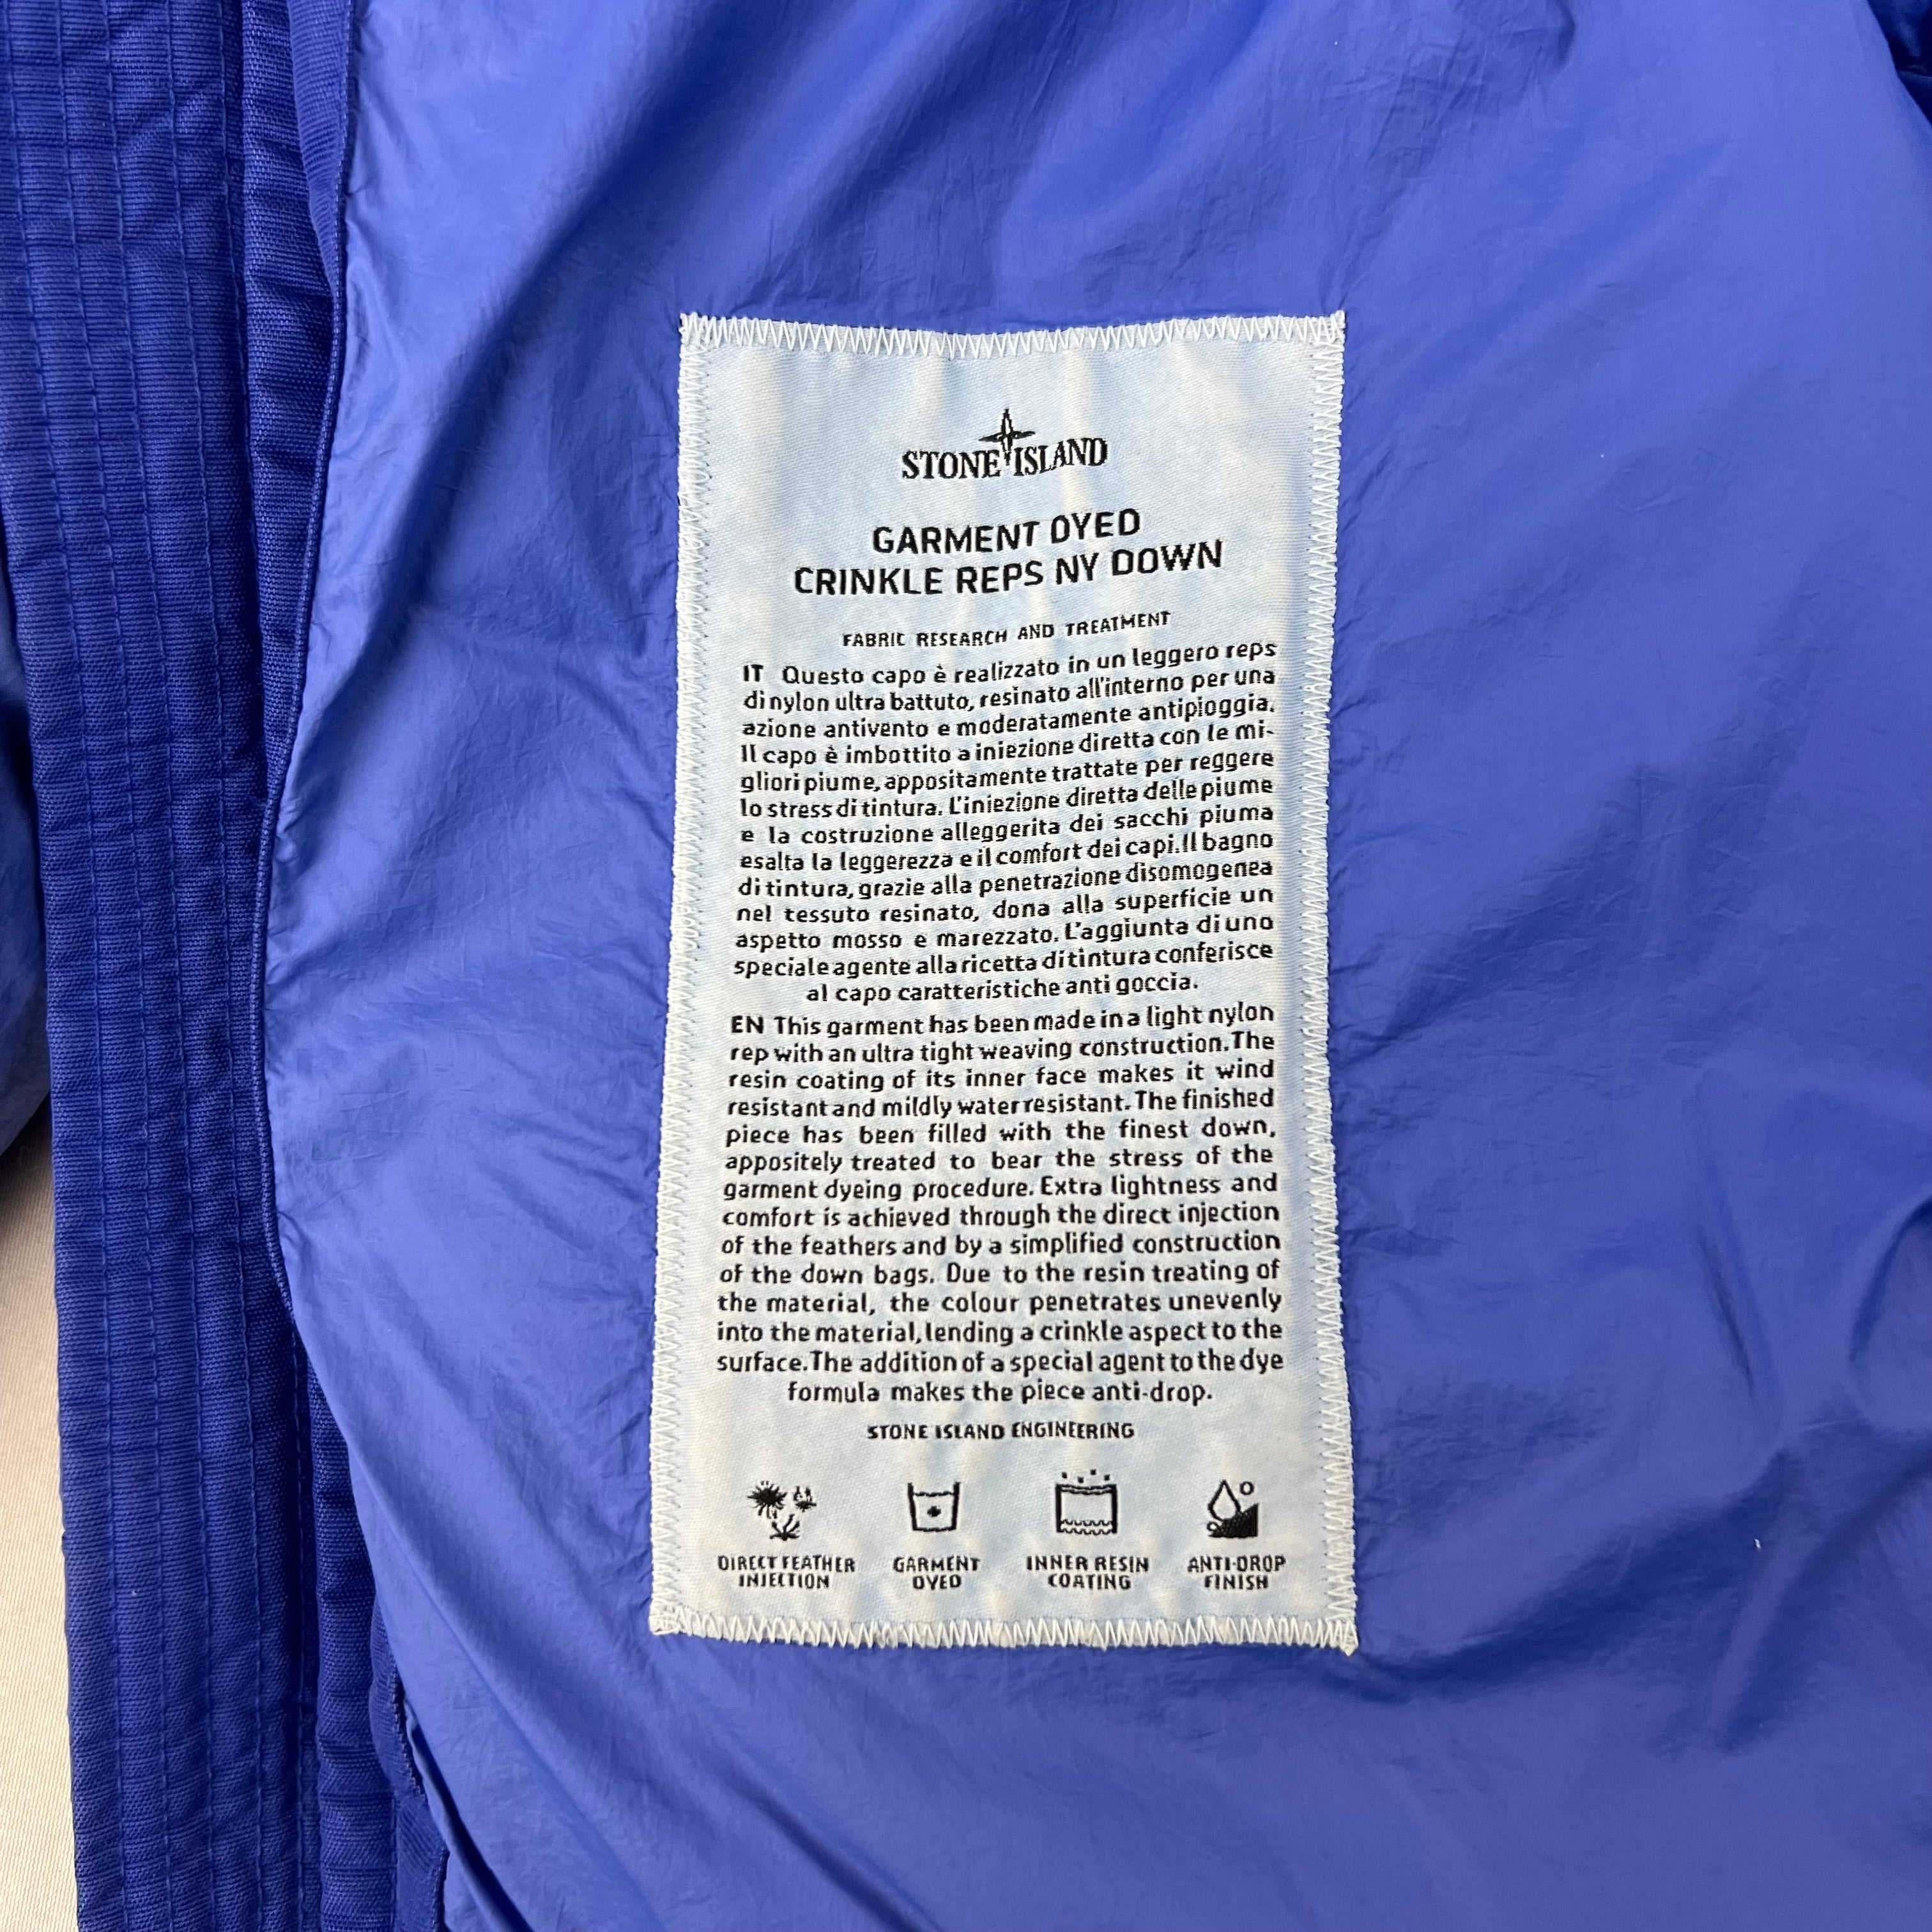 STONE ISLAND
GARMENT DYED
CRINKLE REPS NY DOWN
FABRIC RESEARCH AND TREATMENT
IT Questo capo è realizzato in un leggero reps
di nylon ultra battuto, resinato all'interno per una
azione antivento e moderatamente antipioggia.
Il capo è imbottito a iniezione diretta con le mi-
gliori piume, appositamente trattate per reggere
lo stress di tintura. L'iniezione diretta delle piume
e la costruzione alleggerita dei sacchi piuma
esalta la leggerezza e il comfort dei capi. Il bagno
di tintura, grazie alla penetrazione disomogenea
nel tessuto resinato, dona alla superficie un
aspetto mosso e marezzato. L'aggiunta di uno
speciale agente alla ricetta di tintura conferisce
al capo caratteristiche anti goccia.
EN This garment has been made in a light nylon
rep with an ultra tight weaving construction. The
resin coating of its inner face makes it wind
resistant and mildly water resistant. The finished
piece has been filled with the finest down,
appositely treated to bear the stress of the
garment dyeing procedure. Extra lightness and
comfort is achieved through the direct injection
of the feathers and by a simplified construction
of the down bags. Due to the resin treating of
the material, the colour penetrates unevenly
into the material, lending a crinkle aspect to the
surface. The addition of a special agent to the dye
formula makes the piece anti-drop.
STONE ISLAND ENGINEERING
DIRECT FEATHER INJECTION
GARMENT DYED
INNER RESIN COATING
ANTI-DROP FINISH